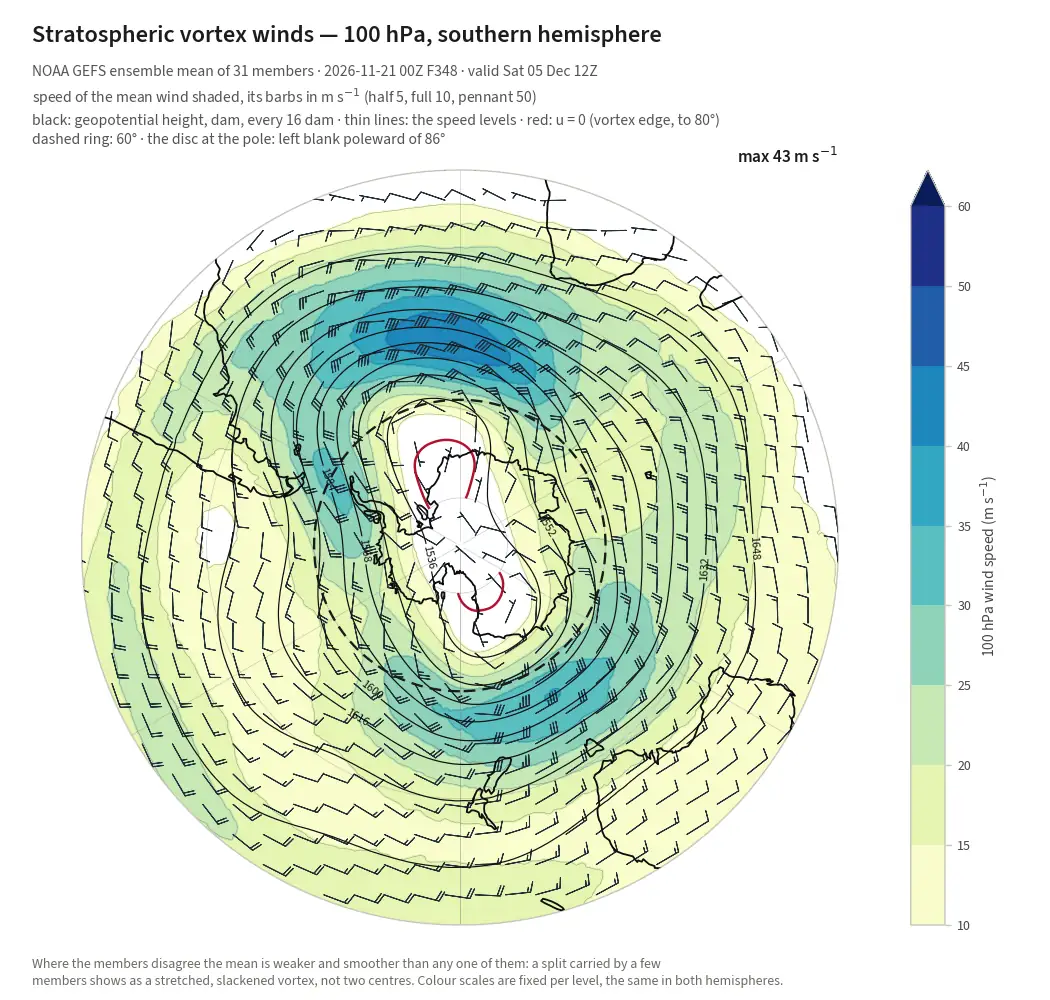 Stratospheric vortex winds — 100 hPa, southern hemisphere
NOAA GEFS ensemble mean of 31 members · 2026-11-21 00Z F348 · valid Sat 05 Dec 12Z
speed of the mean wind shaded, its barbs in m s⁻¹ (half 5, full 10, pennant 50)
black: geopotential height, dam, every 16 dam · thin lines: the speed levels · red: u = 0 (vortex edge, to 80°)
dashed ring: 60° · the disc at the pole: left blank poleward of 86°
max 43 m s⁻¹
60
50
45
40
35
30
25
20
15
10
100 hPa wind speed (m s⁻¹)
1552
1536
1648
1632
1600
1616
Where the members disagree the mean is weaker and smoother than any one of them: a split carried by a few
members shows as a stretched, slackened vortex, not two centres. Colour scales are fixed per level, the same in both hemispheres.